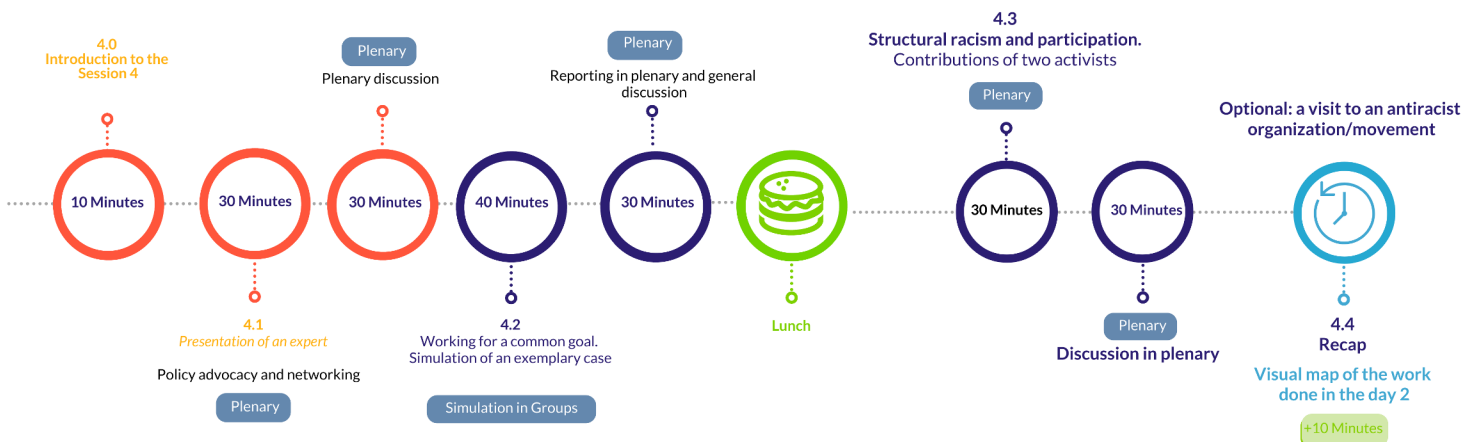 4.0
Introduction to the
Session 4
10 Minutes
30 Minutes
4.1
Presentation of an expert
Policy advocacy and networking
Plenary
Plenary
Plenary discussion
30 Minutes
40 Minutes
4.2
Working for a common goal.
Simulation of an exemplary case
Simulation in Groups
Plenary
Reporting in plenary and general
discussion
30 Minutes
Lunch
4.3
Structural racism and participation.
Contributions of two activists
Plenary
30 Minutes
30 Minutes
Plenary
Discussion in plenary
Optional: a visit to an antiracist
organization/movement
4.4
Recap
Visual map of the work
done in the day 2
+10 Minutes